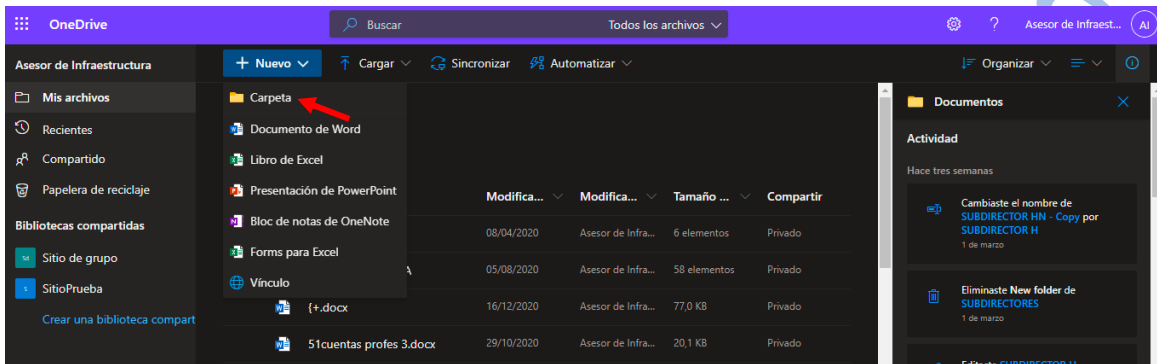 OneDrive
Buscar
Todos los archivos
?
Asesor de Infraest...
AI
Asesor de Infraestructura
+ Nuevo
Cargar
Sincronizar
Automatizar
Organizar
Mis archivos
Recientes
Compartido
Papelera de reciclaje
Bibliotecas compartidas
Sitio de grupo
SitioPrueba
Crear una biblioteca compart
Carpeta
Documento de Word
Libro de Excel
Presentación de PowerPoint
Bloc de notas de OneNote
Forms para Excel
Vínculo
Modifica... Modifica... Tamaño ... Compartir
08/04/2020 Asesor de Infra... 6 elementos Privado
A 05/08/2020 Asesor de Infra... 58 elementos Privado
{+.docx 16/12/2020 Asesor de Infra... 77,0 KB Privado
51cuentas profes 3.docx 29/10/2020 Asesor de Infra... 20,1 KB Privado
Documentos
Actividad
Hace tres semanas
Cambiaste el nombre de
SUBDIRECTOR HN - Copy por
SUBDIRECTOR H
1 de marzo
Eliminaste New folder de
SUBDIRECTORES
1 de marzo